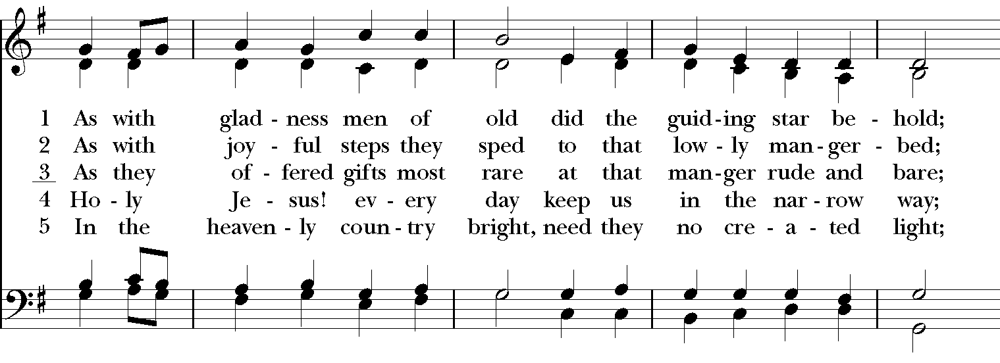 1 As with glad - ness men of old did the guid - ing star be - hold;
2 As with joy - ful steps they sped to that low - ly man - ger - bed;
3 As they of - fered gifts most rare at that man - ger rude and bare;
4 Ho - ly Je - sus! ev - ery day keep us in the nar - row way;
5 In the heaven - ly coun - try bright, need they no cre - a - ted light;